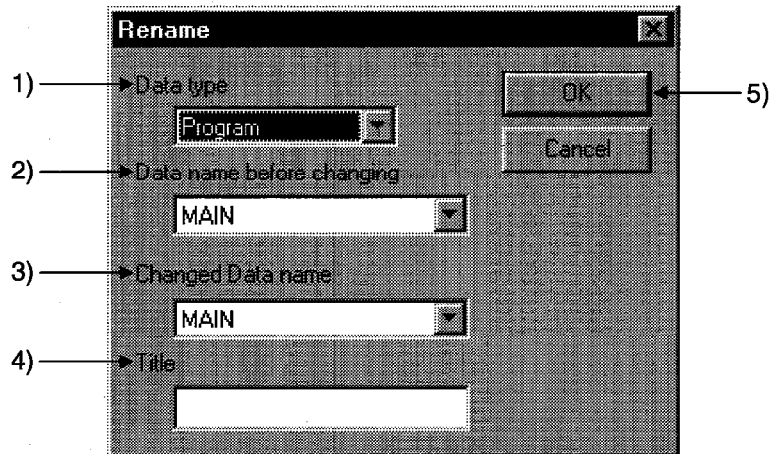 Rename
1) Data type
OK
5)
Program
Cancel
2) Data name before changing
MAIN
3) Changed Data name
MAIN
4) Title